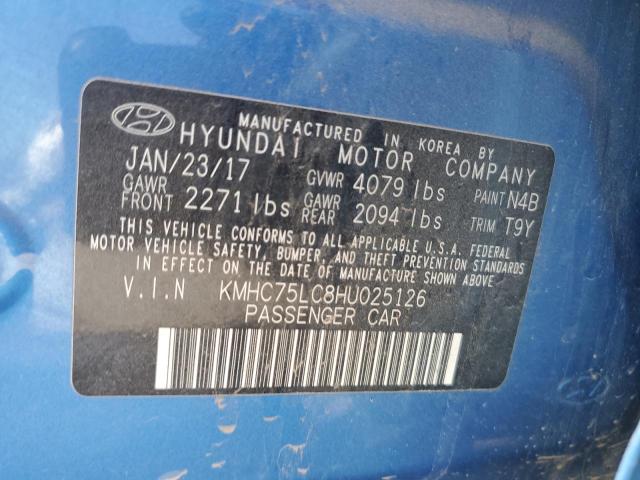 MANUFACTURED IN KOREA BY
HYUNDAI MOTOR COMPANY
JAN/23/17 GVWR 4079 lbs PAINT N4B
GAWR FRONT 2271 lbs GAWR REAR 2094 lbs TRIM T9Y
THIS VEHICLE CONFORMS TO ALL APPLICABLE U.S.A. FEDERAL
MOTOR VEHICLE SAFETY, BUMPER, AND THEFT PREVENTION STANDARDS
IN EFFECT ON THE DATE OF MANUFACTURE SHOWN ABOVE.
V.I.N KMHC75LC8HU025126
PASSENGER CAR